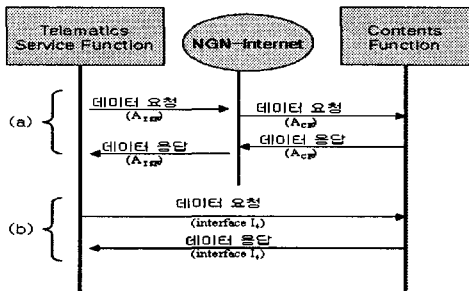 Telematics
Service Function
NGN-Internet
Contents
Function
(a)
데이터 요청
(A_TSF)
데이터 요청
(A_CF)
데이터 응답
(A_TSF)
데이터 응답
(A_CF)
(b)
데이터 요청
(interface I₄)
데이터 응답
(interface I₄)